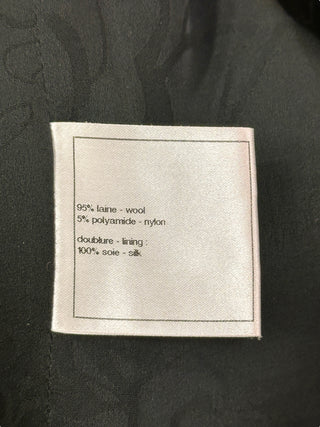 95% laine - wool
5% polyamide - nylon
doublure - lining :
100% soie - silk